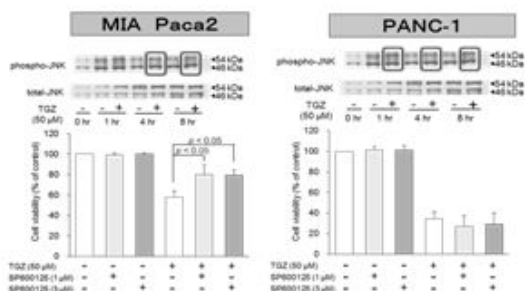 MIA Paca2
phospho-JNK
◂54 kDa
◂46 kDa
total-JNK
◂54 kDa
◂46 kDa
TGZ (50 μM) - - + - + - +
0 hr 1 hr 4 hr 8 hr
Cell viability (% of control)
120
100
80
60
40
20
0
p < 0.05
p < 0.05
TGZ (50 μM) - - - + + +
SP600125 (1 μM) - + - - + -
SP600125 (3 μM) - - + - - +
PANC-1
phospho-JNK
◂54 kDa
◂46 kDa
total-JNK
◂54 kDa
◂46 kDa
TGZ (50 μM) - - + - + - +
0 hr 1 hr 4 hr 8 hr
Cell viability (% of control)
120
100
80
60
40
20
0
TGZ (50 μM) - - - + + +
SP600125 (1 μM) - + - - + -
SP600125 (3 μM) - - + - - +